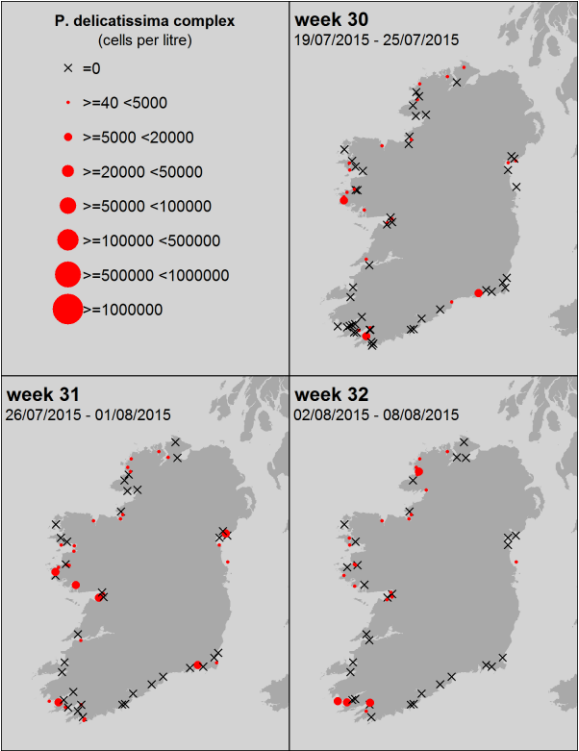 P. delicatissima complex
(cells per litre)
=0
>=40 <5000
>=5000 <20000
>=20000 <50000
>=50000 <100000
>=100000 <500000
>=500000 <1000000
>=1000000
week 30
19/07/2015 - 25/07/2015
week 31
26/07/2015 - 01/08/2015
week 32
02/08/2015 - 08/08/2015